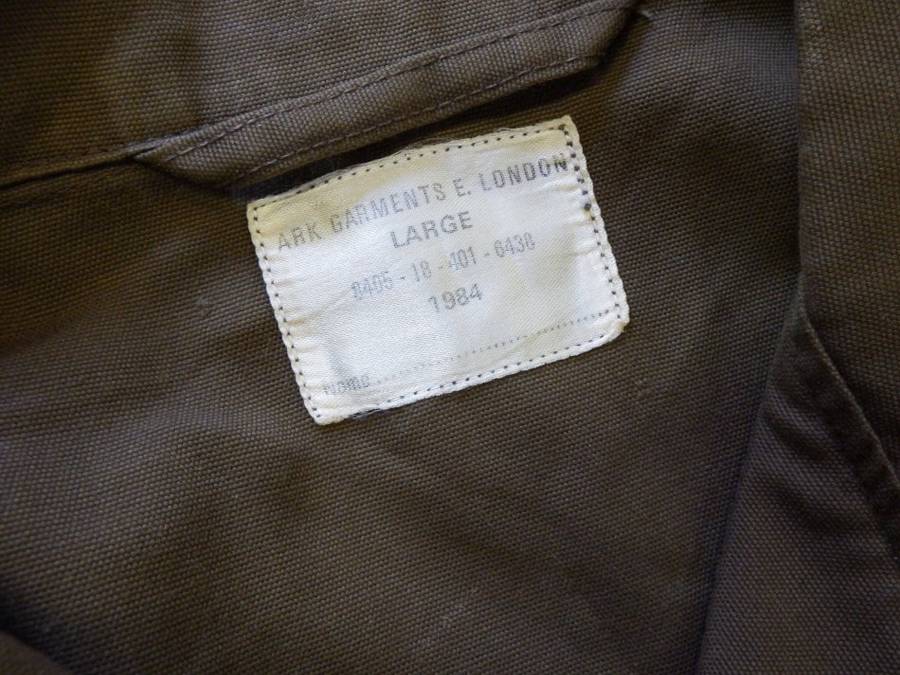 ARK GARMENTS E. LONDON
LARGE
8405 - 18 - 401 - 6438
1984
Name....................